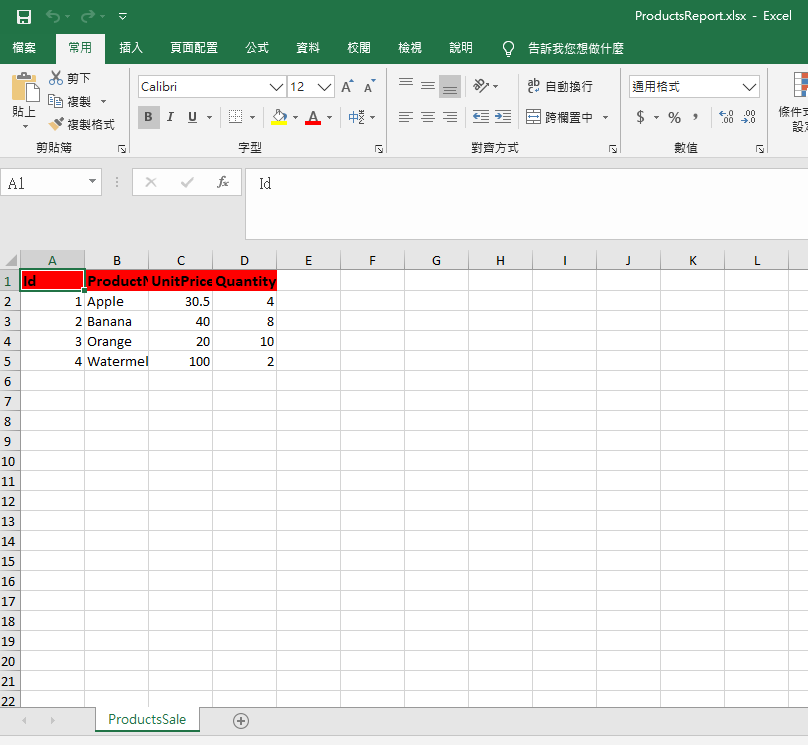 ProductsReport.xlsx - Excel
檔案 常用 插入 頁面配置 公式 資料 校閱 檢視 說明 告訴我您想做什麼
貼上 剪下 複製 複製格式
Calibri 12 A A
B I U A 中
ab 自動換行
跨欄置中
通用格式
$ % , .00 .00
條件式
設定
剪貼簿 字型 對齊方式 數值
A1 fx Id
A B C D E F G H I J K L
1 Id ProductN UnitPrice Quantity
2 1 Apple 30.5 4
3 2 Banana 40 8
4 3 Orange 20 10
5 4 Watermel 100 2
6
7
8
9
10
11
12
13
14
15
16
17
18
19
20
21
22
ProductsSale